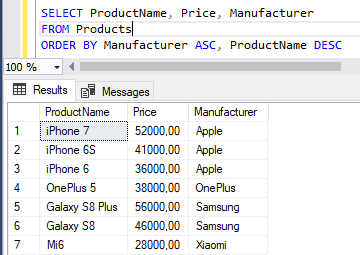 SELECT ProductName, Price, Manufacturer
FROM Products
ORDER BY Manufacturer ASC, ProductName DESC
100 %
Results Messages
ProductName Price Manufacturer
1 iPhone 7 52000,00 Apple
2 iPhone 6S 41000,00 Apple
3 iPhone 6 36000,00 Apple
4 OnePlus 5 38000,00 OnePlus
5 Galaxy S8 Plus 56000,00 Samsung
6 Galaxy S8 46000,00 Samsung
7 Mi6 28000,00 Xiaomi